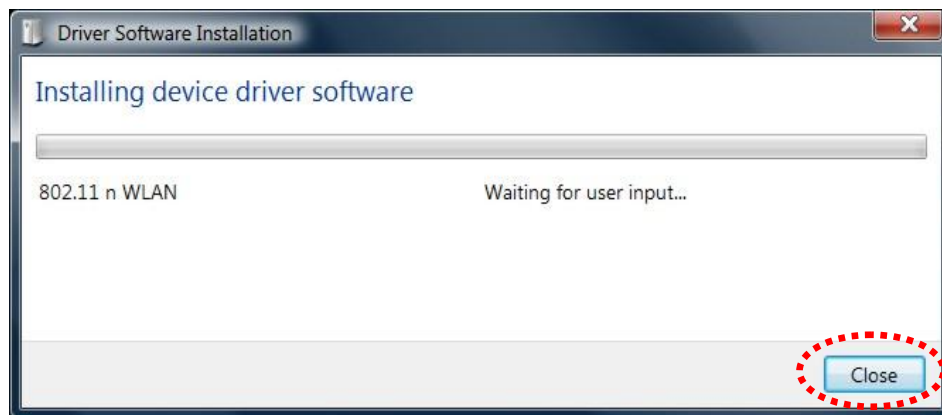 Driver Software Installation
Installing device driver software
802.11 n WLAN Waiting for user input...
Close